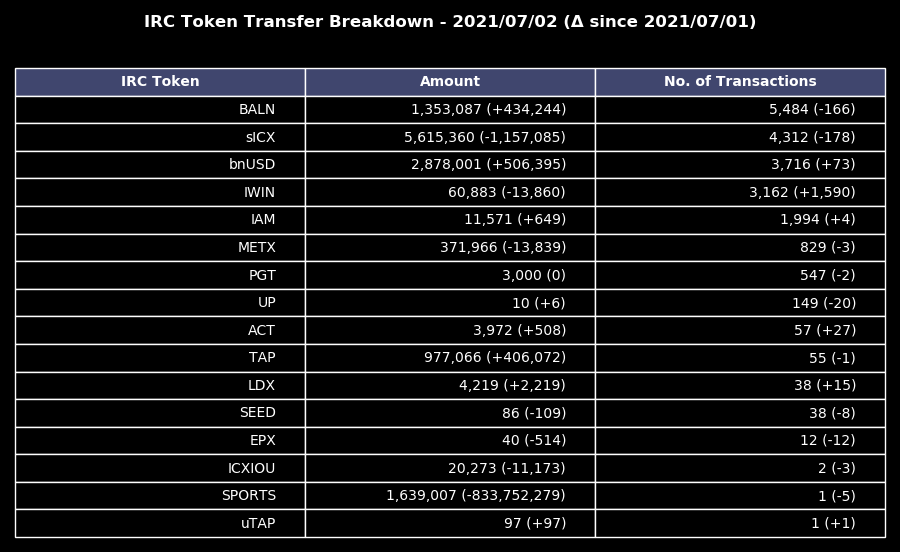 IRC Token Transfer Breakdown - 2021/07/02 (Δ since 2021/07/01)
IRC Token Amount No. of Transactions
BALN 1,353,087 (+434,244) 5,484 (-166)
sICX 5,615,360 (-1,157,085) 4,312 (-178)
bnUSD 2,878,001 (+506,395) 3,716 (+73)
IWIN 60,883 (-13,860) 3,162 (+1,590)
IAM 11,571 (+649) 1,994 (+4)
METX 371,966 (-13,839) 829 (-3)
PGT 3,000 (0) 547 (-2)
UP 10 (+6) 149 (-20)
ACT 3,972 (+508) 57 (+27)
TAP 977,066 (+406,072) 55 (-1)
LDX 4,219 (+2,219) 38 (+15)
SEED 86 (-109) 38 (-8)
EPX 40 (-514) 12 (-12)
ICXIOU 20,273 (-11,173) 2 (-3)
SPORTS 1,639,007 (-833,752,279) 1 (-5)
uTAP 97 (+97) 1 (+1)